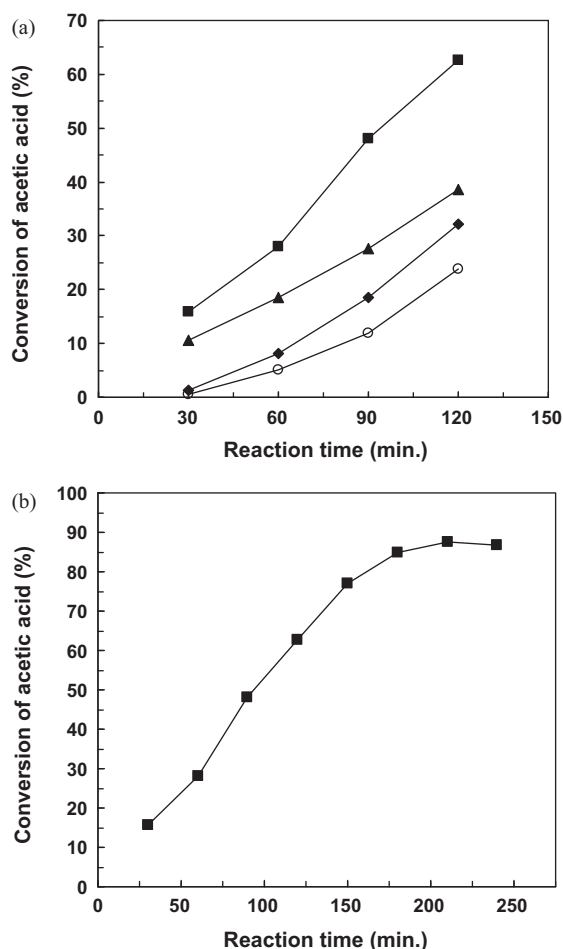 (a)
Conversion of acetic acid (%)
70
60
50
40
30
20
10
0
0 30 60 90 120 150
Reaction time (min.)
(b)
Conversion of acetic acid (%)
100
90
80
70
60
50
40
30
20
10
0
0 50 100 150 200 250
Reaction time (min.)